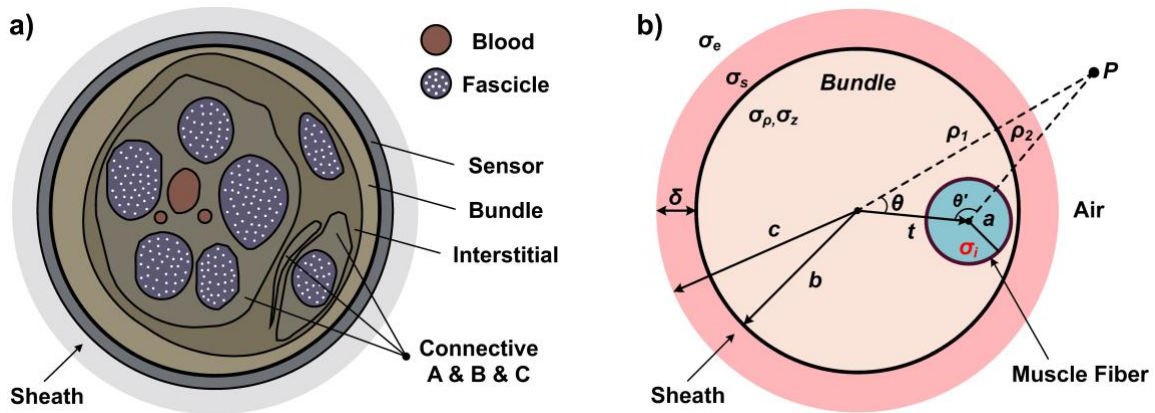 a)
Blood
Fascicle
Sensor
Bundle
Interstitial
Connective
A & B & C
Sheath
b)
σe
σs
σρ,σz
Bundle
P
ρ1
ρ2
δ
θ
θ'
a
t
σi
c
b
Air
Sheath
Muscle Fiber